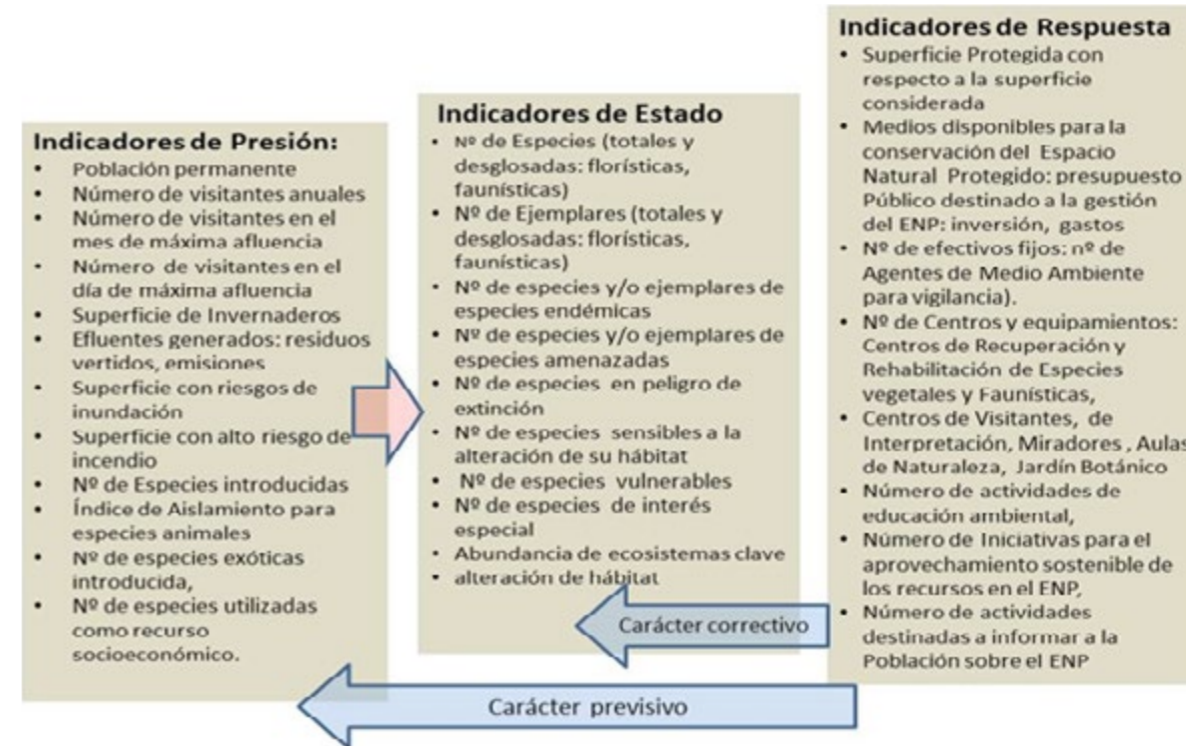 Indicadores de Presión:
• Población permanente
• Número de visitantes anuales
• Número de visitantes en el
mes de máxima afluencia
• Número de visitantes en el
día de máxima afluencia
• Superficie de Invernaderos
• Efluentes generados: residuos
vertidos, emisiones
• Superficie con riesgos de
inundación
• Superficie con alto riesgo de
incendio
• Nº de Especies introducidas
• Índice de Aislamiento para
especies animales
• Nº de especies exóticas
introducida,
• Nº de especies utilizadas
como recurso
socioeconómico.
Indicadores de Estado
• Nº de Especies (totales y
desglosadas: florísticas,
faunísticas)
• Nº de Ejemplares (totales y
desglosadas: florísticas,
faunísticas)
• Nº de especies y/o ejemplares de
especies endémicas
• Nº de especies y/o ejemplares de
especies amenazadas
• Nº de especies en peligro de
extinción
• Nº de especies sensibles a la
alteración de su hábitat
• Nº de especies vulnerables
• Nº de especies de interés
especial
• Abundancia de ecosistemas clave
• alteración de hábitat
Indicadores de Respuesta
• Superficie Protegida con
respecto a la superficie
considerada
• Medios disponibles para la
conservación del Espacio
Natural Protegido: presupuesto
Público destinado a la gestión
del ENP: inversión, gastos
• Nº de efectivos fijos: nº de
Agentes de Medio Ambiente
para vigilancia).
• Nº de Centros y equipamientos:
Centros de Recuperación y
Rehabilitación de Especies
vegetales y Faunísticas,
• Centros de Visitantes, de
Interpretación, Miradores , Aulas
de Naturaleza, Jardín Botánico
• Número de actividades de
educación ambiental,
• Número de Iniciativas para el
aprovechamiento sostenible de
los recursos en el ENP,
• Número de actividades
destinadas a informar a la
Población sobre el ENP
Carácter correctivo
Carácter previsivo